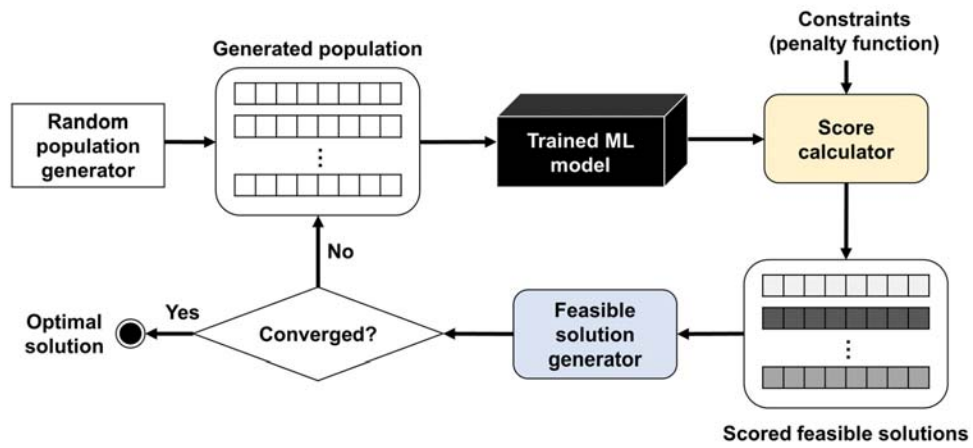 Constraints
(penalty function)
Generated population
Random
population
generator
Trained ML
model
Score
calculator
No
Yes
Optimal
solution
Converged?
Feasible
solution
generator
Scored feasible solutions